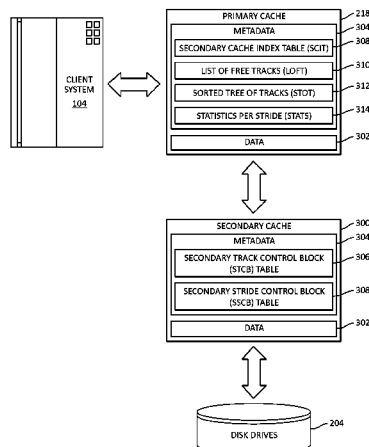 PRIMARY CACHE
218
METADATA
304
SECONDARY CACHE INDEX TABLE (SCIT)
308
LIST OF FREE TRACKS (LOFT)
310
SORTED TREE OF TRACKS (STOT)
312
STATISTICS PER STRIDE (STATS)
314
DATA
302
CLIENT
SYSTEM
104
SECONDARY CACHE
300
METADATA
304
SECONDARY TRACK CONTROL BLOCK
(STCB) TABLE
306
SECONDARY STRIDE CONTROL BLOCK
(SSCB) TABLE
308
DATA
302
DISK DRIVES
204